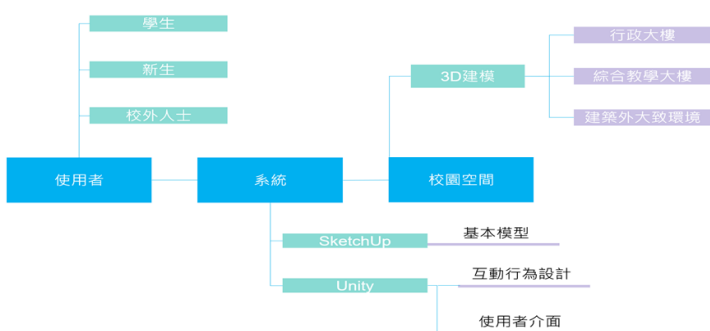 學生
新生
校外人士
使用者
系統
校園空間
3D建模
行政大樓
綜合教學大樓
建築外大致環境
SketchUp
基本模型
Unity
互動行為設計
使用者介面